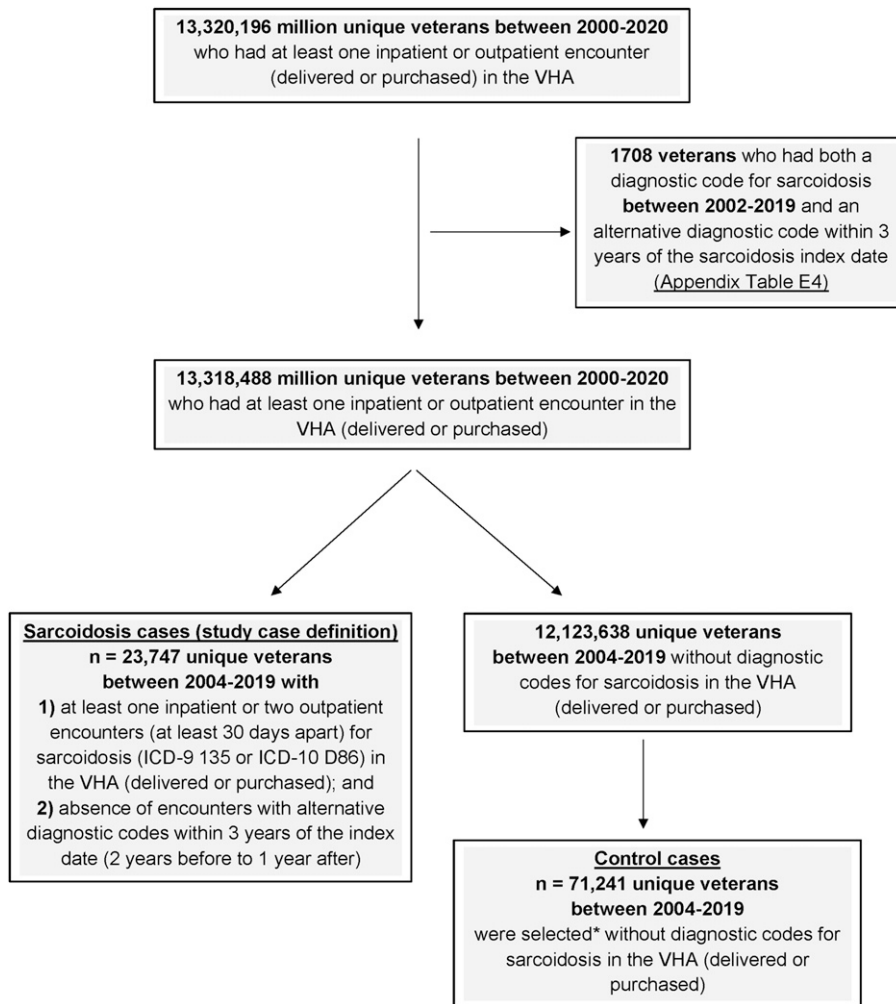 13,320,196 million unique veterans between 2000-2020
who had at least one inpatient or outpatient encounter
(delivered or purchased) in the VHA
1708 veterans who had both a
diagnostic code for sarcoidosis
between 2002-2019 and an
alternative diagnostic code within 3
years of the sarcoidosis index date
(Appendix Table E4)
13,318,488 million unique veterans between 2000-2020
who had at least one inpatient or outpatient encounter in the
VHA (delivered or purchased)
Sarcoidosis cases (study case definition)
n = 23,747 unique veterans
between 2004-2019 with
1) at least one inpatient or two outpatient
encounters (at least 30 days apart) for
sarcoidosis (ICD-9 135 or ICD-10 D86) in
the VHA (delivered or purchased); and
2) absence of encounters with alternative
diagnostic codes within 3 years of the index
date (2 years before to 1 year after)
12,123,638 unique veterans
between 2004-2019 without diagnostic
codes for sarcoidosis in the VHA
(delivered or purchased)
Control cases
n = 71,241 unique veterans
between 2004-2019
were selected* without diagnostic codes for
sarcoidosis in the VHA (delivered or
purchased)